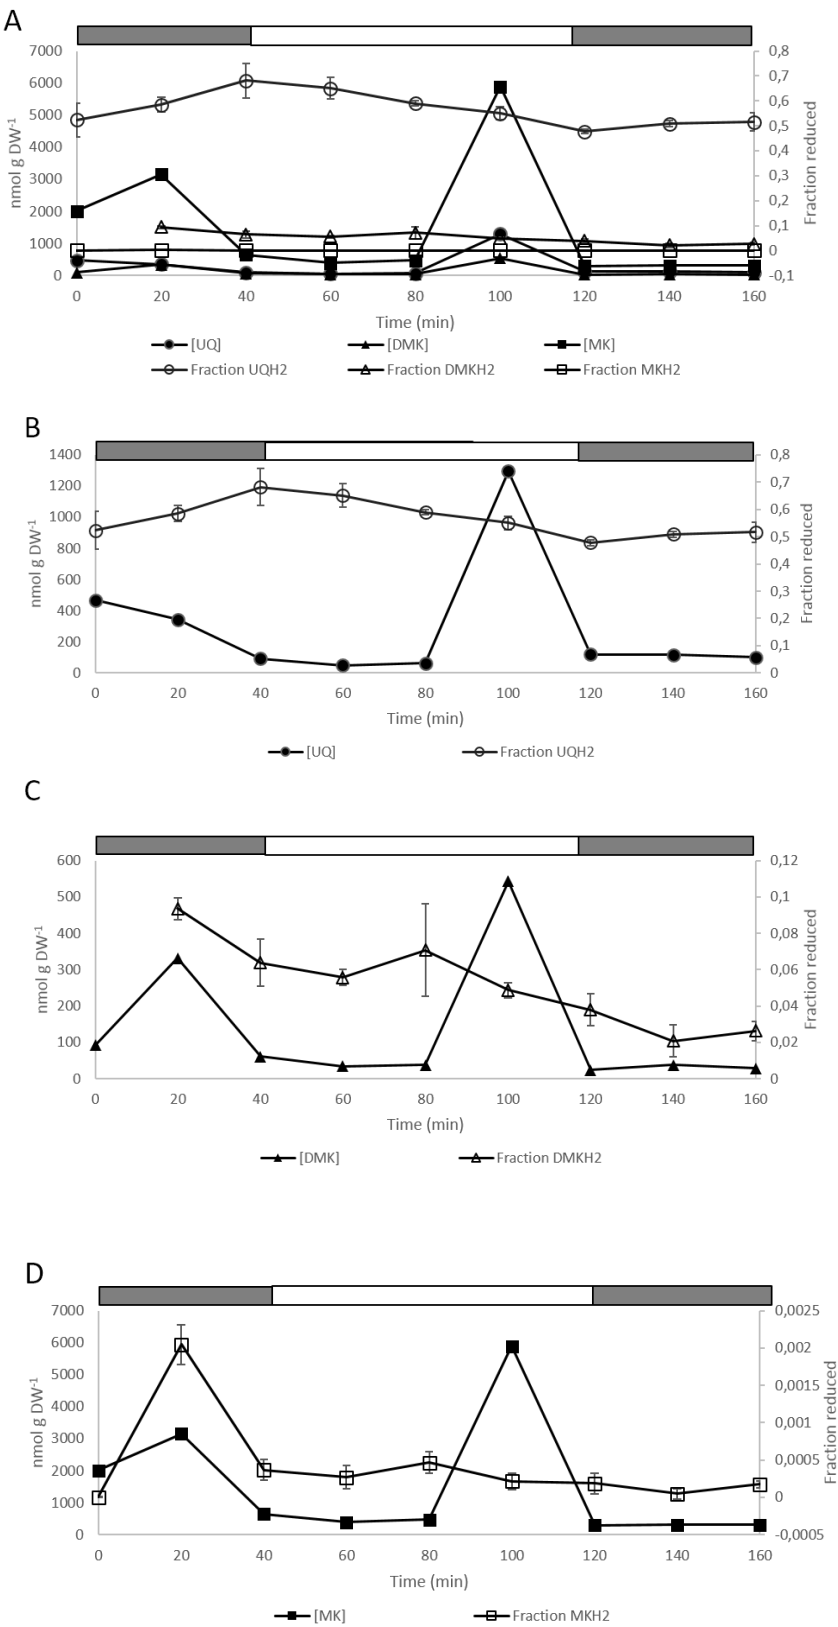 A
7000 0,8
6000 0,7
0,6
5000 0,5
4000 0,4
3000 0,3
0,2
2000 0,1
1000 0
0 -0,1
nmol g DW-1
Fraction reduced
0 20 40 60 80 100 120 140 160
Time (min)
[UQ] [DMK] [MK]
Fraction UQH2 Fraction DMKH2 Fraction MKH2
B
1400 0,8
1200 0,7
1000 0,6
800 0,5
600 0,4
0,3
400 0,2
200 0,1
0 0
nmol g DW-1
Fraction reduced
0 20 40 60 80 100 120 140 160
Time (min)
[UQ] Fraction UQH2
C
600 0,12
500 0,1
400 0,08
300 0,06
200 0,04
100 0,02
0 0
nmol g DW-1
Fraction reduced
0 20 40 60 80 100 120 140 160
Time (min)
[DMK] Fraction DMKH2
D
7000 0,0025
6000 0,002
5000 0,0015
4000 0,001
3000 0,0005
2000 0
1000 -0,0005
0
nmol g DW-1
Fraction reduced
0 20 40 60 80 100 120 140 160
Time (min)
[MK] Fraction MKH2